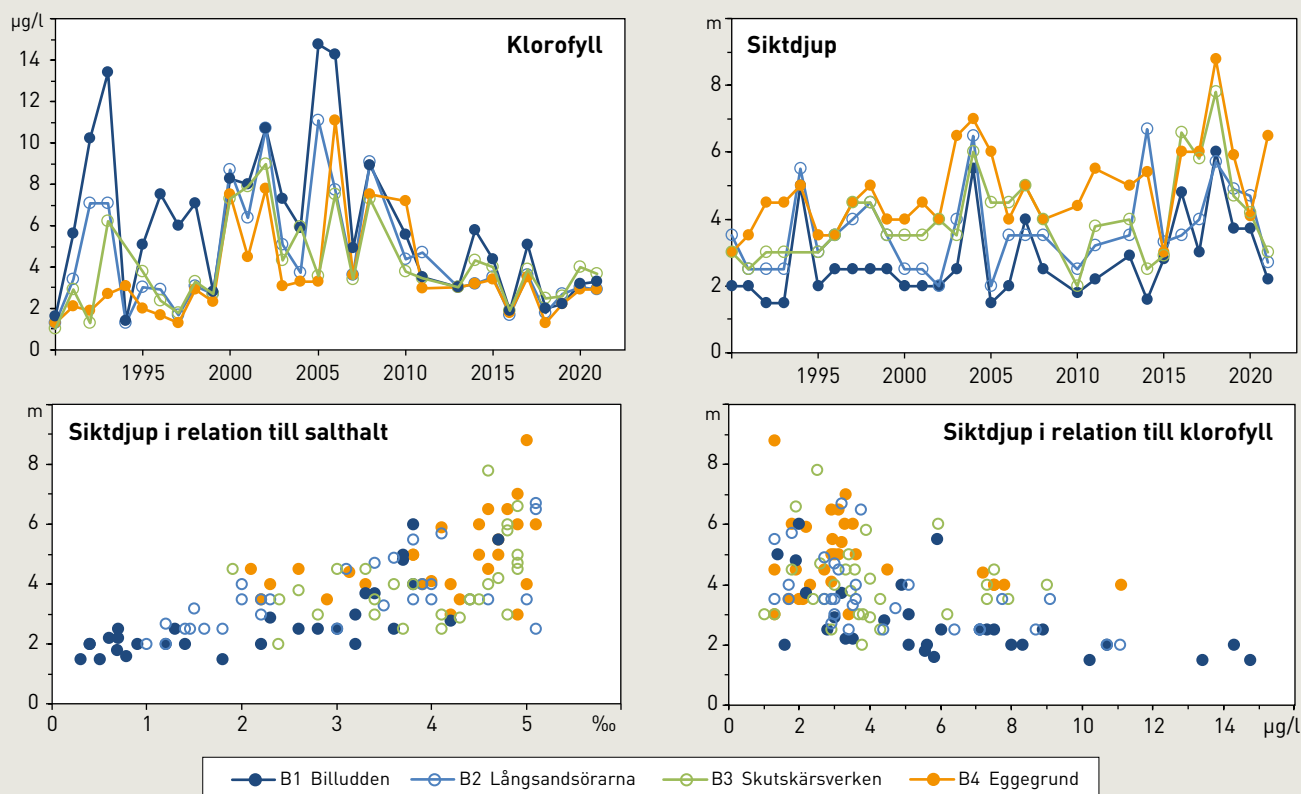 µg/l
Klorofyll
14
12
10
8
6
4
2
0
1995 2000 2005 2010 2015 2020
m
Siktdjup
8
6
4
2
0
1995 2000 2005 2010 2015 2020
m
Siktdjup i relation till salthalt
8
6
4
2
0
0 1 2 3 4 5 ‰
m
Siktdjup i relation till klorofyll
8
6
4
2
0
0 2 4 6 8 10 12 14 µg/l
B1 Billudden B2 Långsandsörarna B3 Skutskärsverken B4 Eggegrund